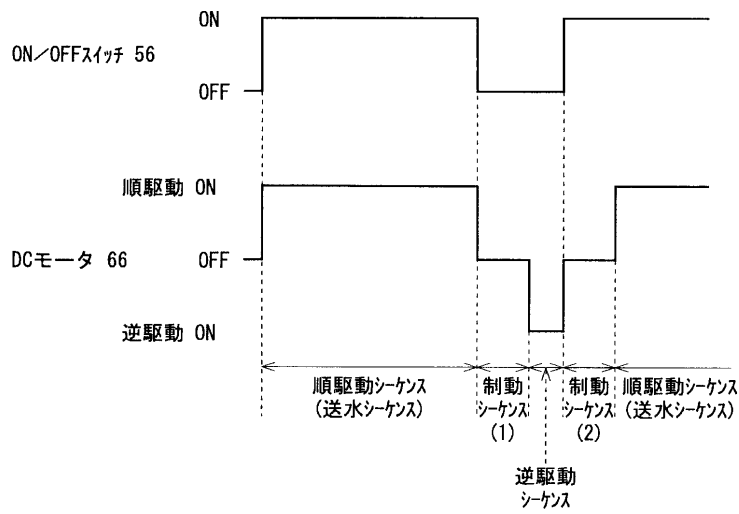 ON
ON／OFFｽｲｯﾁ 56
OFF
順駆動 ON
DCモータ 66
OFF
逆駆動 ON
順駆動ｼｰｹﾝｽ
(送水ｼｰｹﾝｽ)
制動
ｼｰｹﾝｽ
(1)
制動
ｼｰｹﾝｽ
(2)
順駆動ｼｰｹﾝｽ
(送水ｼｰｹﾝｽ)
逆駆動
ｼｰｹﾝｽ